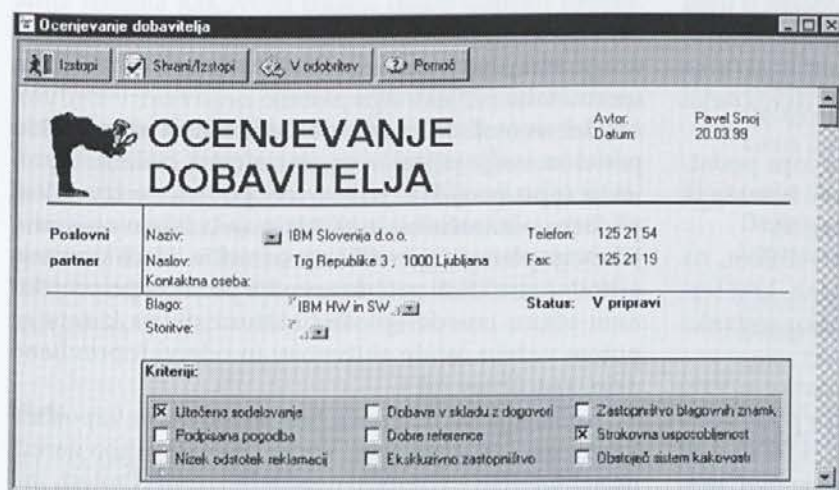 Ocenjevanje dobavitelja
Izstopi Shrani/Izstopi V odobritev Pomoč
OCENJEVANJE
DOBAVITELJA
Avtor: Pavel Snoj
Datum: 20.03.99
Poslovni partner
Naziv: IBM Slovenija d.o.o. Telefon: 125 21 54
Naslov: Trg Republike 3 , 1000 Ljubljana Fax: 125 21 19
Kontaktna oseba:
Blago: IBM HW in SW Status: V pripravi
Storitve:
Kriteriji:
Utečeno sodelovanje Dobava v skladu z dogovori Zastopništvo blagovnih znamk
Podpisana pogodba Dobre reference Strokovna usposobljenost
Nizek odstotek reklamacij Ekskluzivno zastopništvo Obstoječ sistem kakovosti